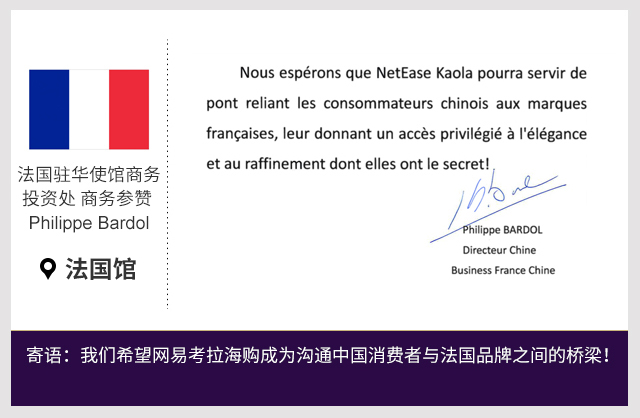 法国驻华使馆商务
投资处 商务参赞
Philippe Bardol
法国馆
Nous espérons que NetEase Kaola pourra servir de
pont reliant les consommateurs chinois aux marques
françaises, leur donnant un accès privilégié à l'élégance
et au raffinement dont elles ont le secret!
Philippe BARDOL
Directeur Chine
Business France Chine
寄语：我们希望网易考拉海购成为沟通中国消费者与法国品牌之间的桥梁！